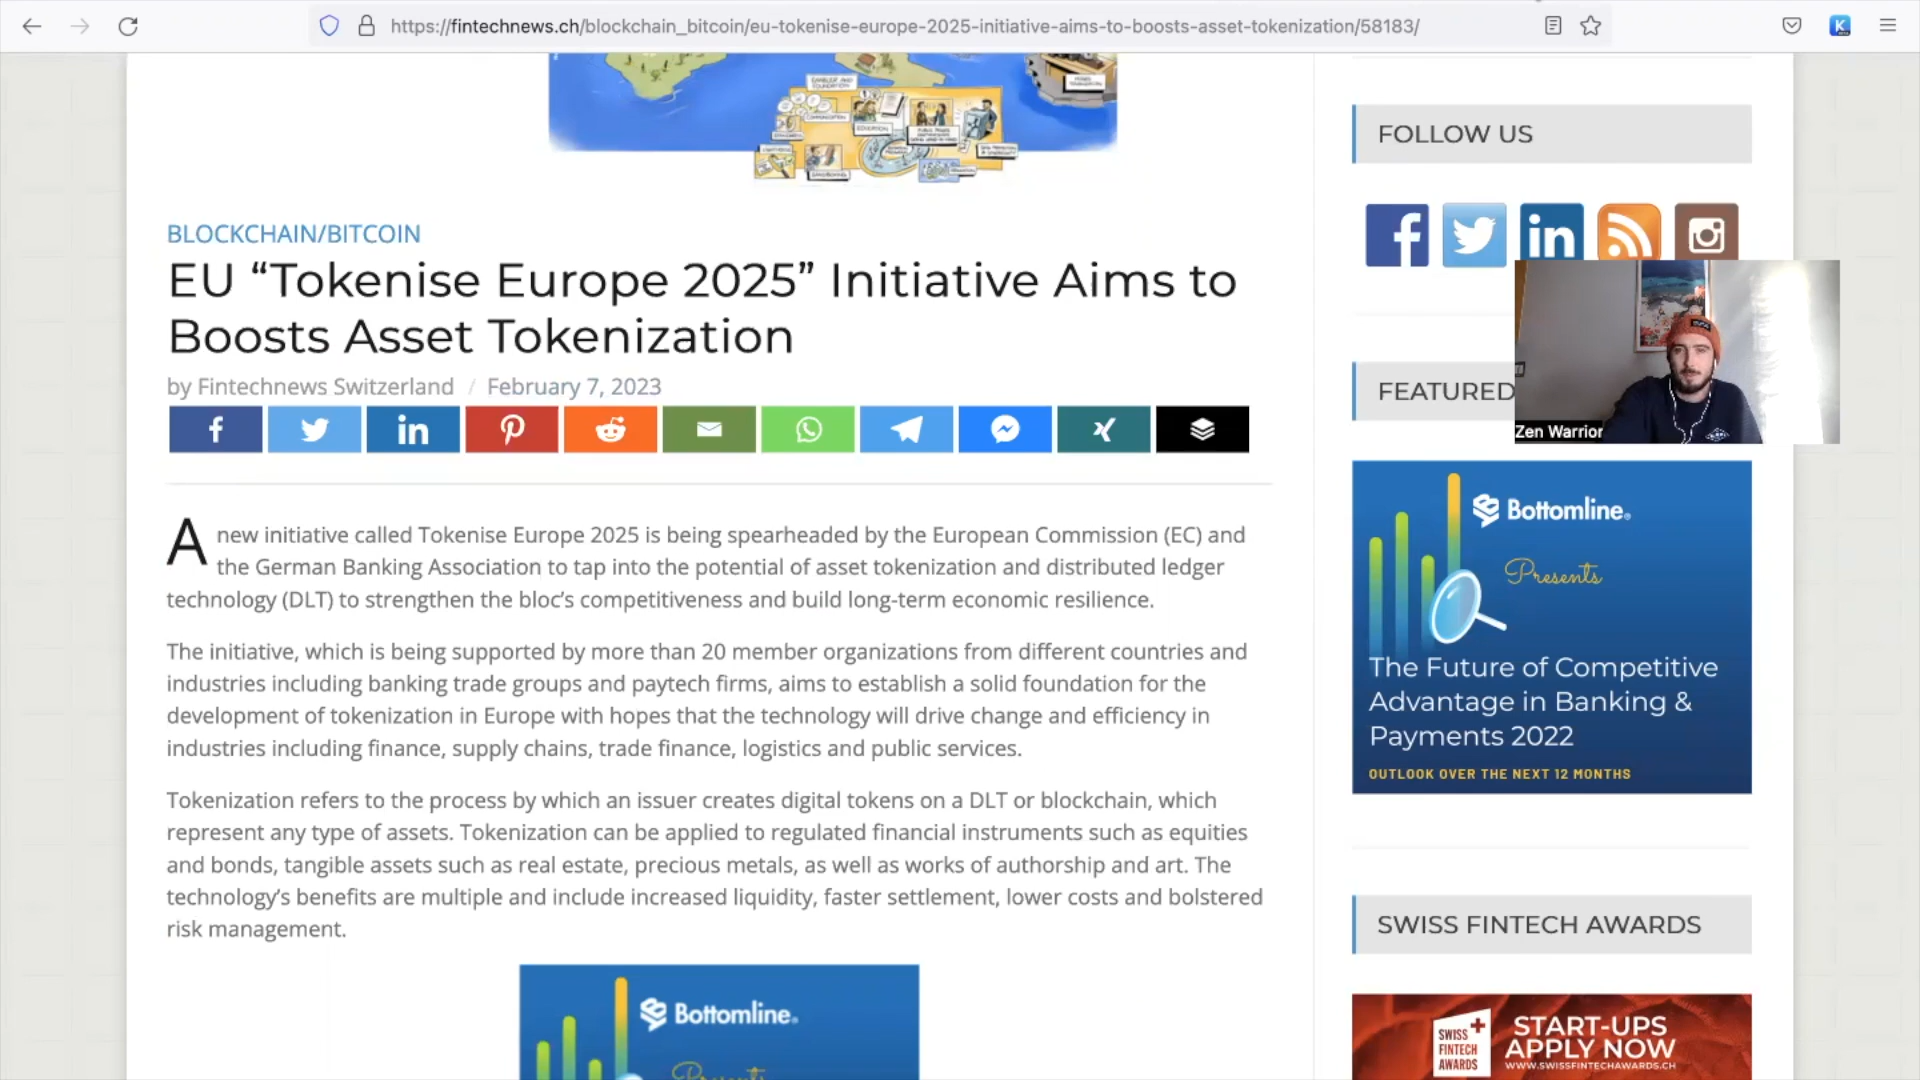 https://fintechnews.ch/blockchain_bitcoin/eu-tokenise-europe-2025-initiative-aims-to-boosts-asset-tokenization/58183/
COMMUNICATION
EDUCATION
BLOCKCHAIN/BITCOIN
EU “Tokenise Europe 2025” Initiative Aims to
Boosts Asset Tokenization
by Fintechnews Switzerland / February 7, 2023
A new initiative called Tokenise Europe 2025 is being spearheaded by the European Commission (EC) and
the German Banking Association to tap into the potential of asset tokenization and distributed ledger
technology (DLT) to strengthen the bloc’s competitiveness and build long-term economic resilience.
The initiative, which is being supported by more than 20 member organizations from different countries and
industries including banking trade groups and paytech firms, aims to establish a solid foundation for the
development of tokenization in Europe with hopes that the technology will drive change and efficiency in
industries including finance, supply chains, trade finance, logistics and public services.
Tokenization refers to the process by which an issuer creates digital tokens on a DLT or blockchain, which
represent any type of assets. Tokenization can be applied to regulated financial instruments such as equities
and bonds, tangible assets such as real estate, precious metals, as well as works of authorship and art. The
technology’s benefits are multiple and include increased liquidity, faster settlement, lower costs and bolstered
risk management.
Bottomline.
Presents
FOLLOW US
FEATURED
Zen Warrior
Bottomline.
Presents
The Future of Competitive
Advantage in Banking &
Payments 2022
OUTLOOK OVER THE NEXT 12 MONTHS
SWISS FINTECH AWARDS
SWISS
FINTECH
AWARDS
START-UPS
APPLY NOW
WWW.SWISSFINTECHAWARDS.CH